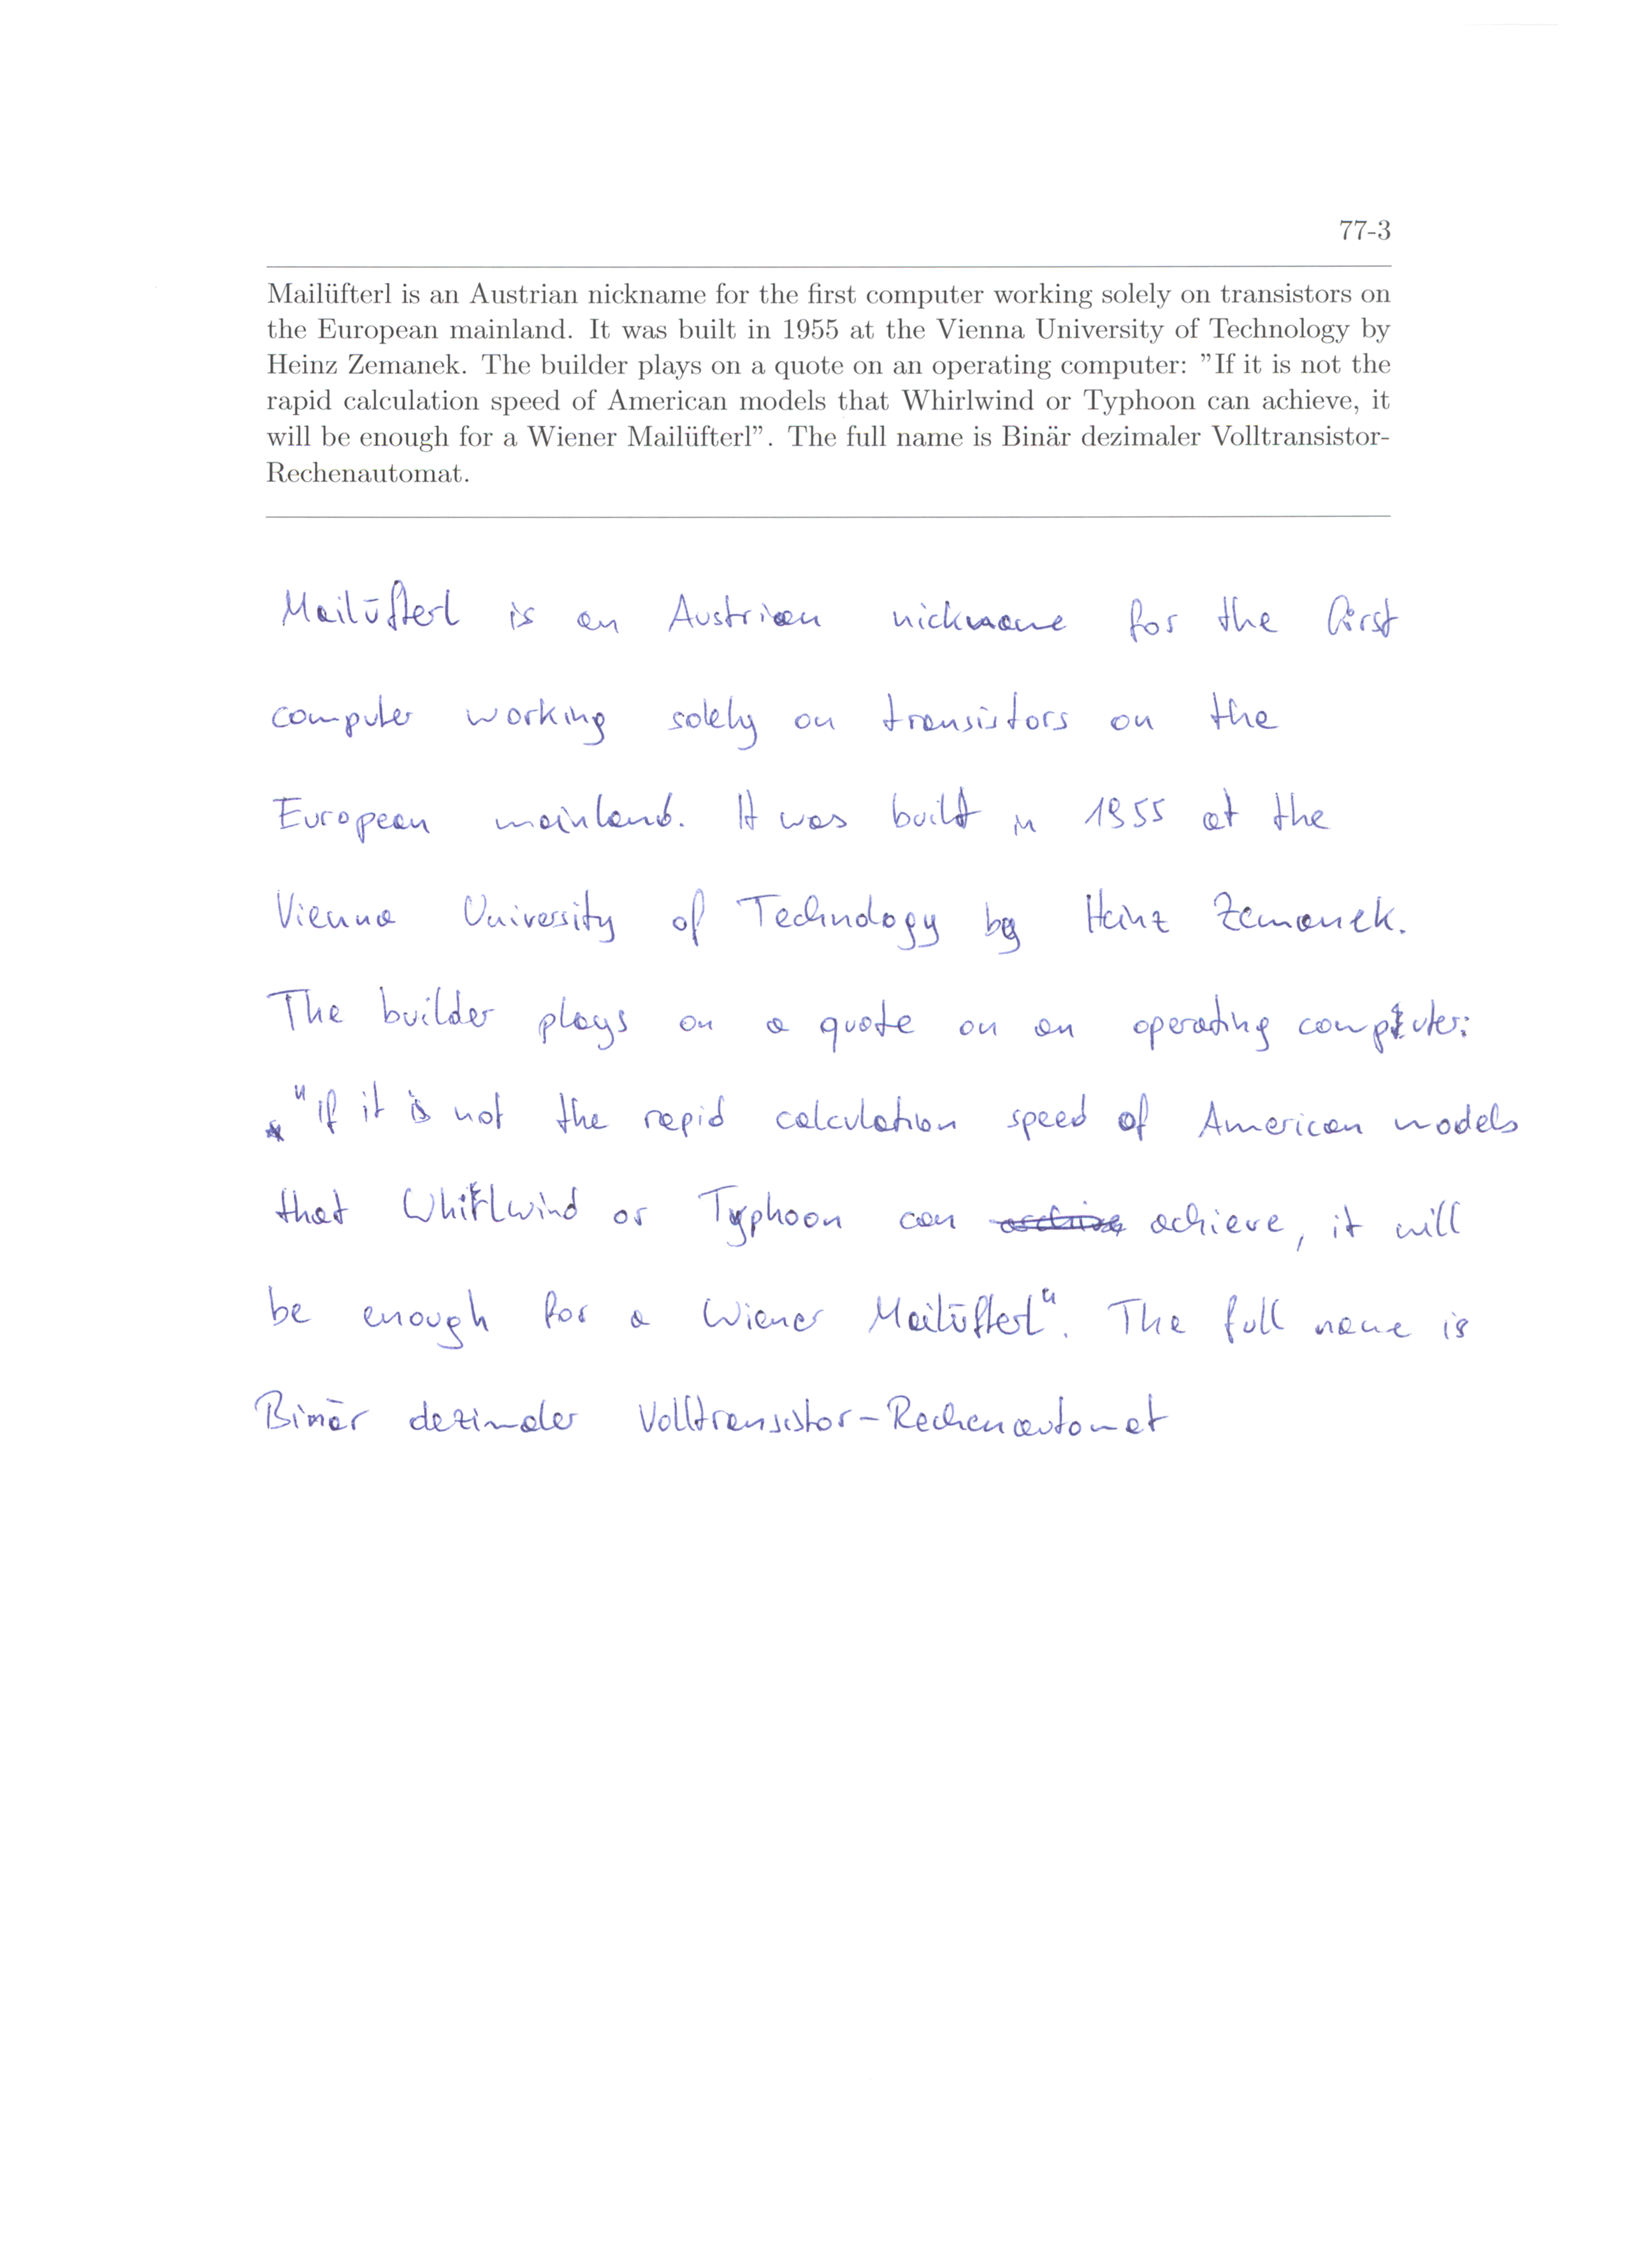 77-3
Mailüfterl is an Austrian nickname for the first computer working solely on transistors on
the European mainland. It was built in 1955 at the Vienna University of Technology by
Heinz Zemanek. The builder plays on a quote on an operating computer: "If it is not the
rapid calculation speed of American models that Whirlwind or Typhoon can achieve, it
will be enough for a Wiener Mailüfterl". The full name is Binär dezimaler Volltransistor-
Rechenautomat.
Mailüfterl is an Austrian nickname for the first
computer working solely on transistors on the
European mainland. It was built in 1955 at the
Vienna University of Technology by Heinz Zemanek.
The builder plays on a quote on an operating computer:
"If it is not the rapid calculation speed of American models
that Whirlwind or Typhoon can achieve, it will
be enough for a Wiener Mailüfterl". The full name is
Binär dezimaler Volltransistor-Rechenautomat